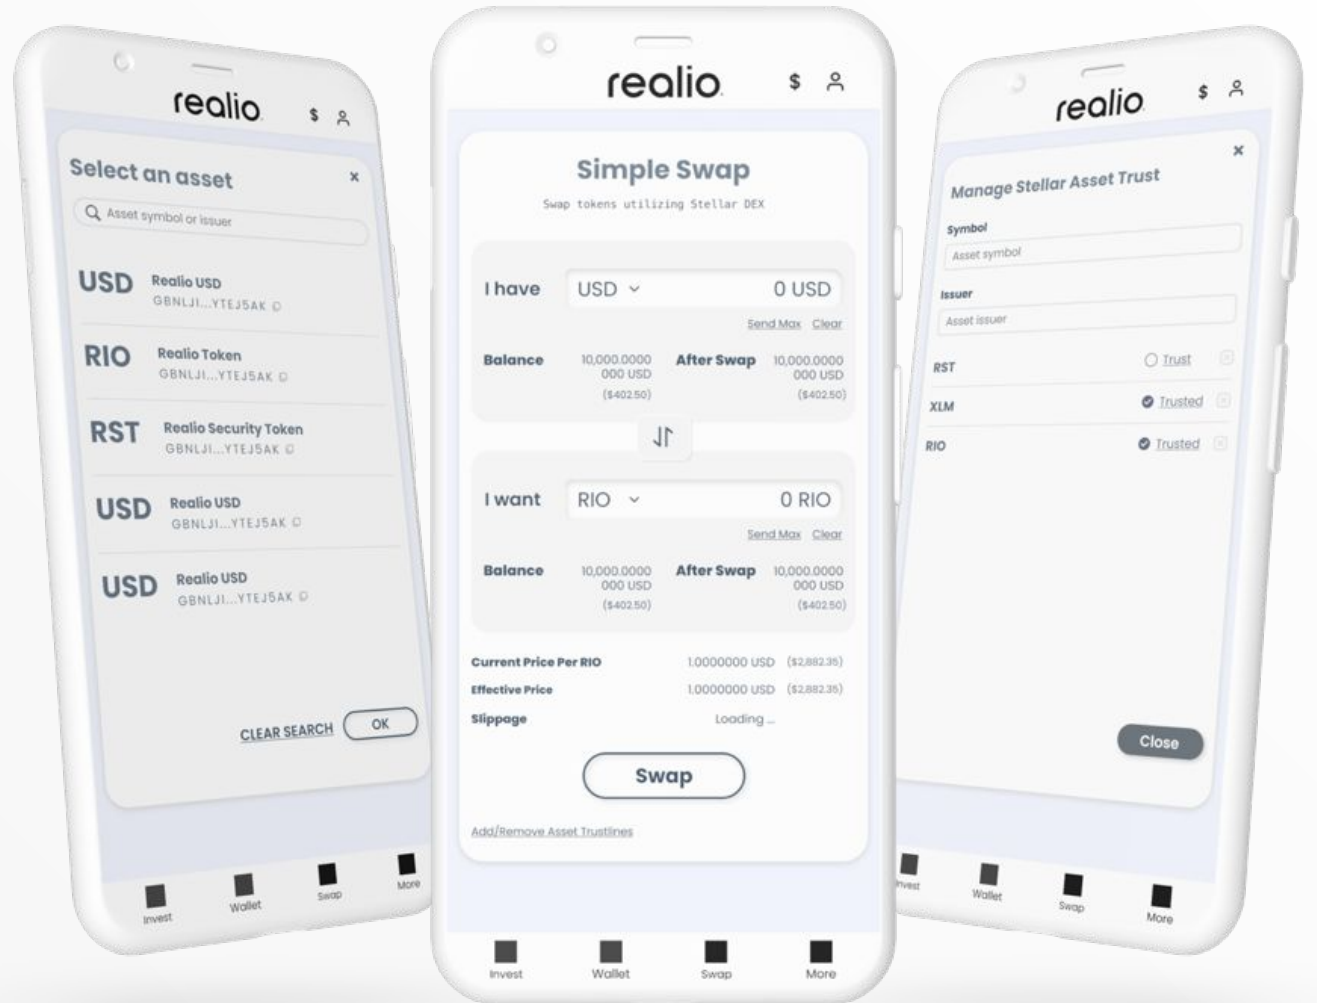 realio
$
Select an asset
×
Asset symbol or issuer
USD Realio USD
GBNLJI...YTEJ5AK
RIO Realio Token
GBNLJI...YTEJ5AK
RST Realio Security Token
GBNLJI...YTEJ5AK
USD Realio USD
GBNLJI...YTEJ5AK
USD Realio USD
GBNLJI...YTEJ5AK
CLEAR SEARCH OK
Invest Wallet Swap More
realio
$
Simple Swap
Swap tokens utilizing Stellar DEX
I have USD 0 USD
Send Max Clear
Balance 10,000.0000 After Swap 10,000.0000
000 USD 000 USD
($402.50) ($402.50)
I want RIO 0 RIO
Send Max Clear
Balance 10,000.0000 After Swap 10,000.0000
000 USD 000 USD
($402.50) ($402.50)
Current Price Per RIO 1.0000000 USD ($2,882.35)
Effective Price 1.0000000 USD ($2,882.35)
Slippage Loading ...
Swap
Add/Remove Asset Trustlines
Invest Wallet Swap More
realio
$
×
Manage Stellar Asset Trust
Symbol
Asset symbol
Issuer
Asset issuer
RST Trust
XLM Trusted
RIO Trusted
Close
Invest Wallet Swap More